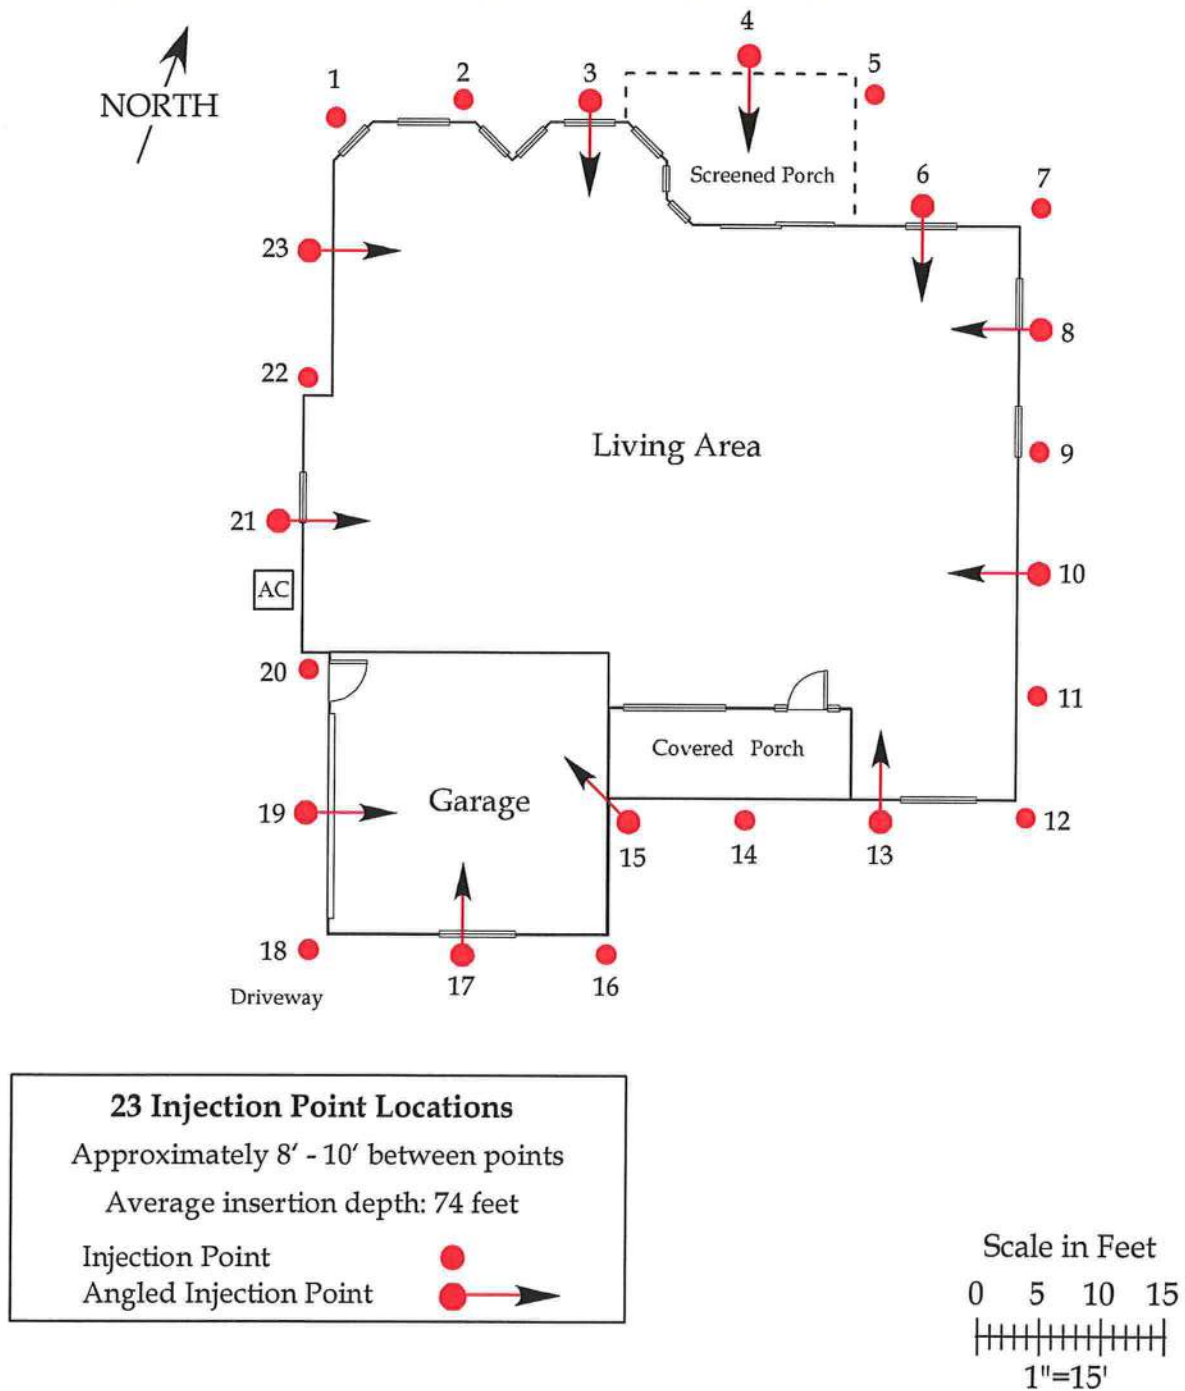 4
NORTH
1
2
3
5
Screened Porch
6
7
23
8
22
Living Area
9
21
10
AC
20
11
Covered Porch
Garage
19
12
15
14
13
18
17
16
Driveway
23 Injection Point Locations
Approximately 8' - 10' between points
Average insertion depth: 74 feet
Injection Point
Angled Injection Point
Scale in Feet
0 5 10 15
1"=15'